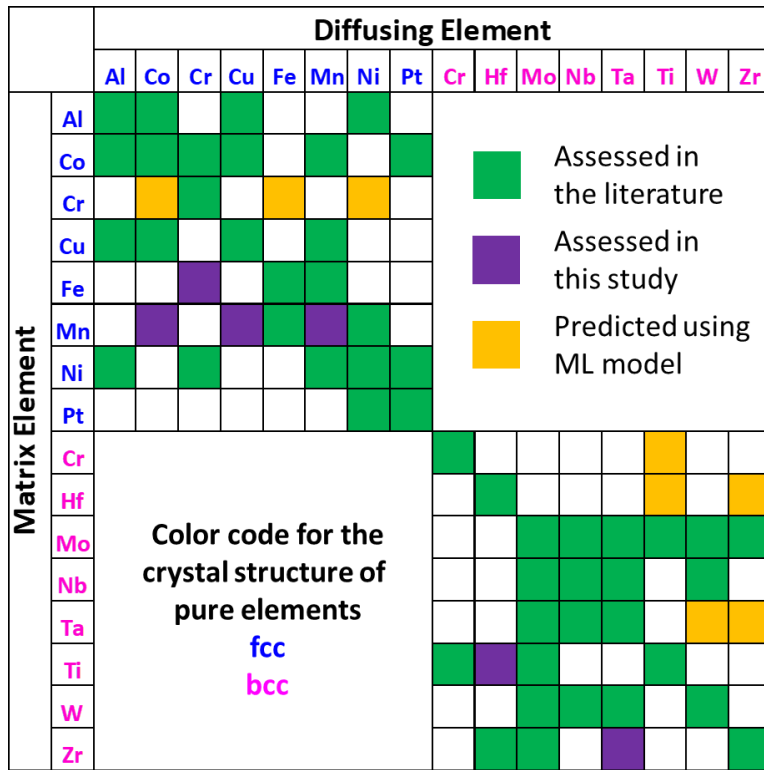 Diffusing Element
Al Co Cr Cu Fe Mn Ni Pt Cr Hf Mo Nb Ta Ti W Zr
Matrix Element
Al
Co
Cr
Cu
Fe
Mn
Ni
Pt
Assessed in
the literature
Assessed in
this study
Predicted using
ML model
Cr
Hf
Mo
Nb
Ta
Ti
W
Zr
Color code for the
crystal structure of
pure elements
fcc
bcc